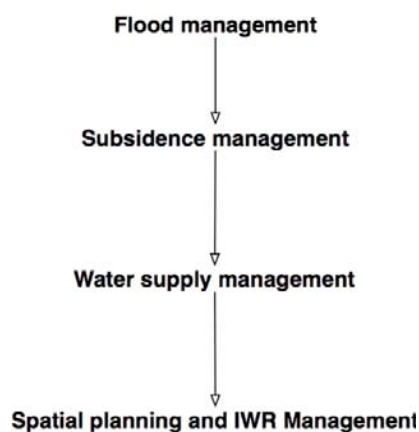 Flood management
Subsidence management
Water supply management
Spatial planning and IWR Management